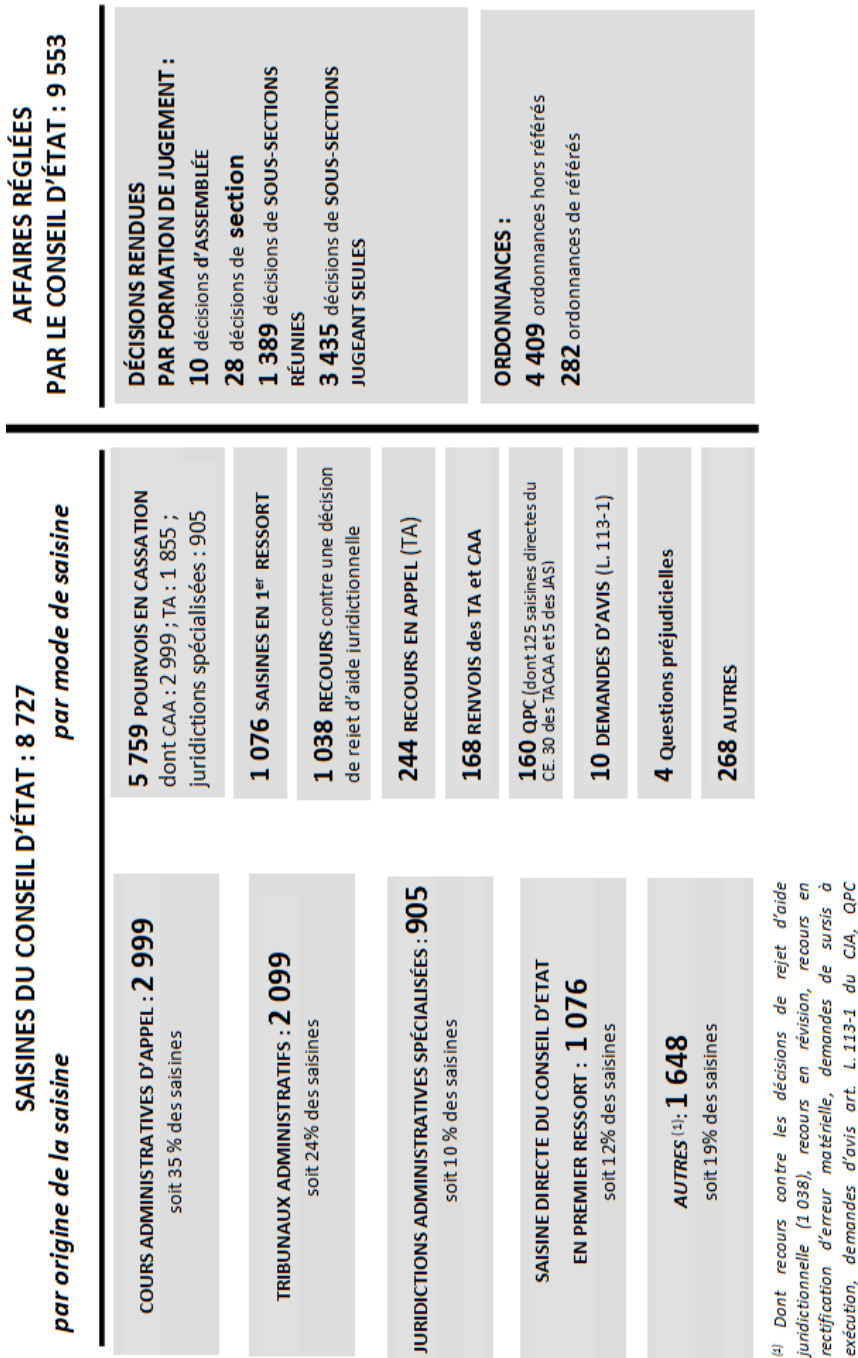 SAISINES DU CONSEIL D'ÉTAT : 8 727
par origine de la saisine
COURS ADMINISTRATIVES D'APPEL : 2 999
soit 35 % des saisines
TRIBUNAUX ADMINISTRATIFS : 2 099
soit 24% des saisines
JURIDICTIONS ADMINISTRATIVES SPÉCIALISÉES : 905
soit 10 % des saisines
SAISINE DIRECTE DU CONSEIL D'ETAT
EN PREMIER RESSORT : 1 076
soit 12% des saisines
AUTRES (1): 1 648
soit 19% des saisines
(1) Dont recours contre les décisions de rejet d'aide
juridictionnelle (1 038), recours en révision, recours en
rectification d'erreur matérielle, demandes de sursis à
exécution, demandes d'avis art. L.113-1 du CJA, QPC
par mode de saisine
5 759 POURVOIS EN CASSATION
dont CAA : 2 999 ; TA : 1 855 ;
juridictions spécialisées : 905
1 076 SAISINES EN 1er RESSORT
1 038 RECOURS contre une décision
de rejet d'aide juridictionnelle
244 RECOURS EN APPEL (TA)
168 RENVOIS des TA et CAA
160 QPC (dont 125 saisines directes du
CE. 30 des TACAA et 5 des JAS)
10 DEMANDES D'AVIS (L. 113-1)
4 Questions préjudicielles
268 AUTRES
AFFAIRES RÉGLÉES
PAR LE CONSEIL D'ÉTAT : 9 553
DÉCISIONS RENDUES
PAR FORMATION DE JUGEMENT :
10 décisions d'ASSEMBLÉE
28 décisions de section
1 389 décisions de SOUS-SECTIONS
RÉUNIES
3 435 décisions de SOUS-SECTIONS
JUGEANT SEULES
ORDONNANCES :
4 409 ordonnances hors référés
282 ordonnances de référés